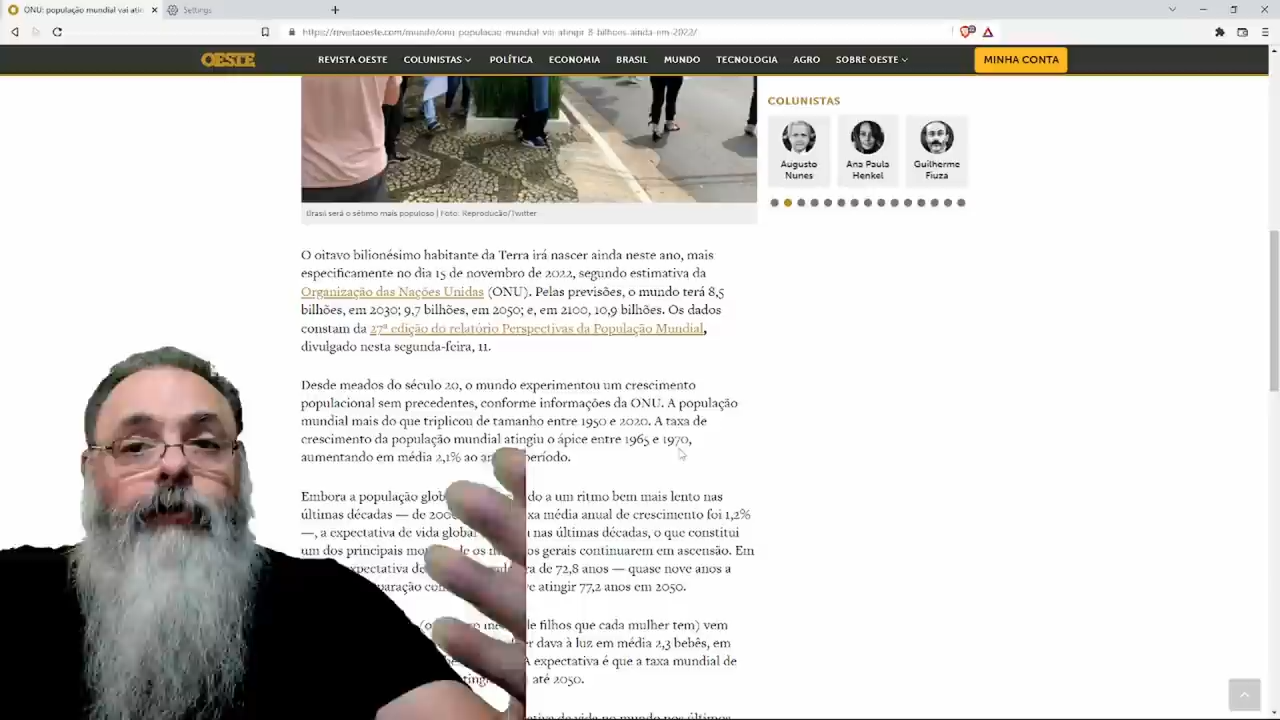 ONU: população mundial vai atin
Settings
https://revistaoeste.com/mundo/onu-populacao-mundial-vai-atingir-8-bilhoes-ainda-em-2022/
OESTE
REVISTA OESTE COLUNISTAS POLÍTICA ECONOMIA BRASIL MUNDO TECNOLOGIA AGRO SOBRE OESTE MINHA CONTA
COLUNISTAS
Augusto Nunes
Ana Paula Henkel
Guilherme Fiuza
Brasil será o sétimo mais populoso | Foto: Reprodução/Twitter
O oitavo bilionésimo habitante da Terra irá nascer ainda neste ano, mais
especificamente no dia 15 de novembro de 2022, segundo estimativa da
Organização das Nações Unidas (ONU). Pelas previsões, o mundo terá 8,5
bilhões, em 2030; 9,7 bilhões, em 2050; e, em 2100, 10,9 bilhões. Os dados
constam da 27ª edição do relatório Perspectivas da População Mundial,
divulgado nesta segunda-feira, 11.
Desde meados do século 20, o mundo experimentou um crescimento
populacional sem precedentes, conforme informações da ONU. A população
mundial mais do que triplicou de tamanho entre 1950 e 2020. A taxa de
crescimento da população mundial atingiu o ápice entre 1965 e 1970,
aumentando em média 2,1% ao período.
Embora a população do a um ritmo bem mais lento nas
últimas décadas — de média anual de crescimento foi 1,2%
—, a expectativa de vida global nas últimas décadas, o que constitui
um dos principais gerais continuarem em ascensão. Em
expectativa de de 72,8 anos — quase nove anos a
atingir 77,2 anos em 2050.
de filhos que cada mulher tem) vem
dava à luz em média 2,3 bebês, em
A expectativa é que a taxa mundial de
até 2050.
de vida no mundo nos últimos